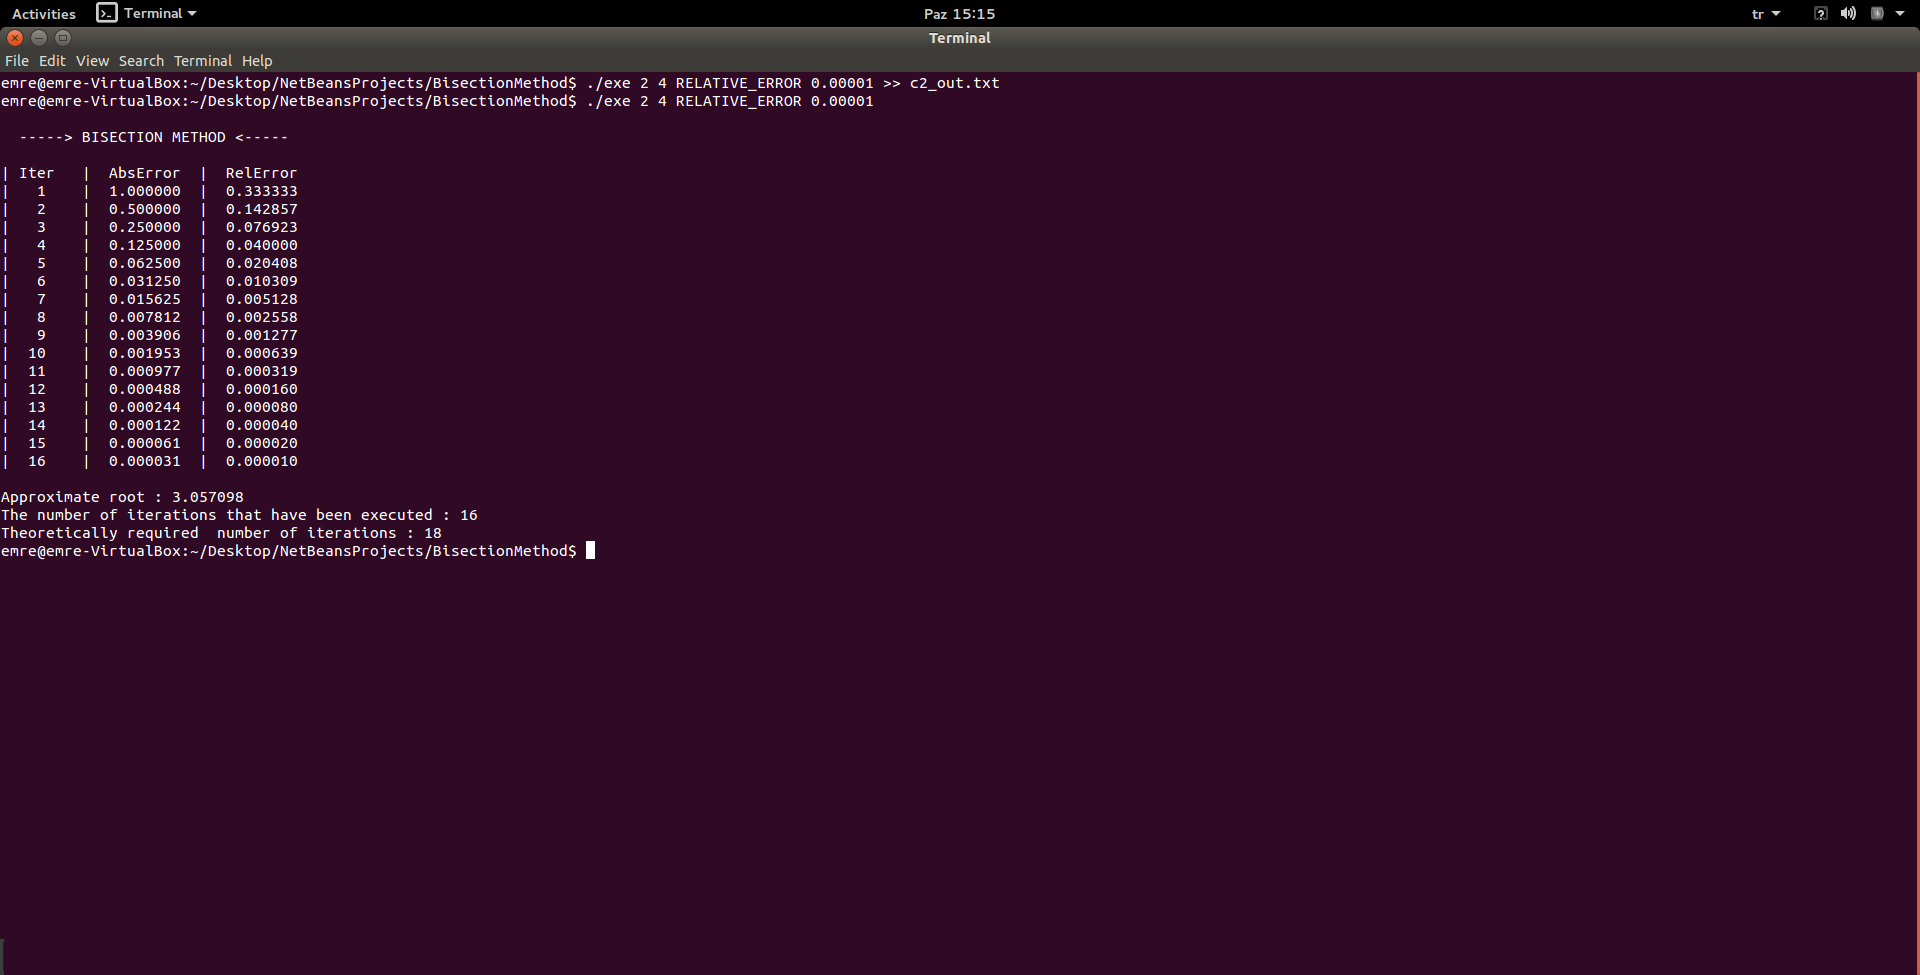 Activities Terminal Paz 15:15 tr
Terminal
File Edit View Search Terminal Help
emre@emre-VirtualBox:~/Desktop/NetBeansProjects/BisectionMethod$ ./exe 2 4 RELATIVE_ERROR 0.00001 >> c2_out.txt
emre@emre-VirtualBox:~/Desktop/NetBeansProjects/BisectionMethod$ ./exe 2 4 RELATIVE_ERROR 0.00001
-----> BISECTION METHOD <-----
| Iter | AbsError | RelError
| 1 | 1.000000 | 0.333333
| 2 | 0.500000 | 0.142857
| 3 | 0.250000 | 0.076923
| 4 | 0.125000 | 0.040000
| 5 | 0.062500 | 0.020408
| 6 | 0.031250 | 0.010309
| 7 | 0.015625 | 0.005128
| 8 | 0.007812 | 0.002558
| 9 | 0.003906 | 0.001277
| 10 | 0.001953 | 0.000639
| 11 | 0.000977 | 0.000319
| 12 | 0.000488 | 0.000160
| 13 | 0.000244 | 0.000080
| 14 | 0.000122 | 0.000040
| 15 | 0.000061 | 0.000020
| 16 | 0.000031 | 0.000010
Approximate root : 3.057098
The number of iterations that have been executed : 16
Theoretically required  number of iterations : 18
emre@emre-VirtualBox:~/Desktop/NetBeansProjects/BisectionMethod$